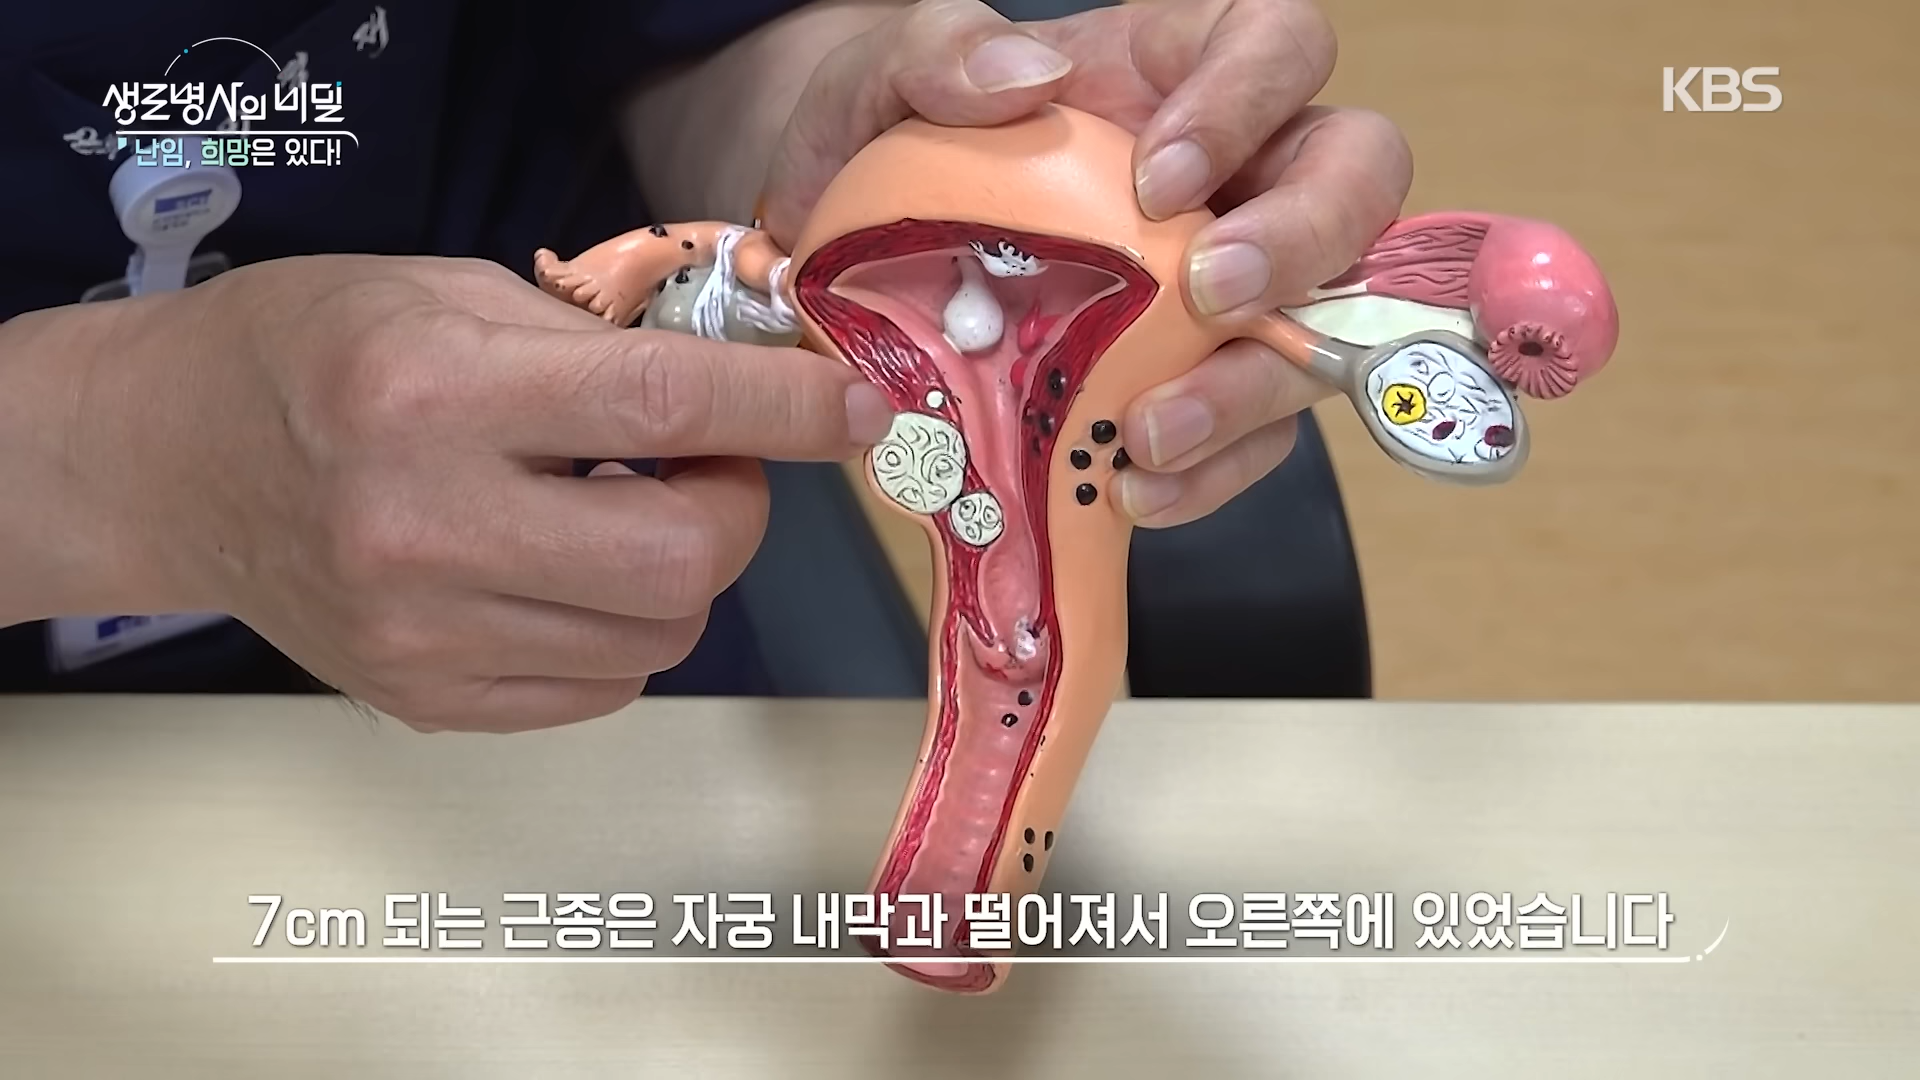 생로병사의 비밀
난임, 희망은 있다!
KBS
7cm 되는 근종은 자궁 내막과 떨어져서 오른쪽에 있었습니다